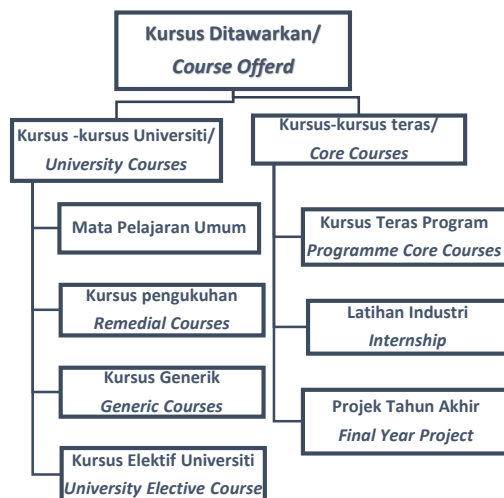 Kursus Ditawarkan/
Course Offerd
Kursus -kursus Universiti/
University Courses
Mata Pelajaran Umum
Kursus pengukuhan
Remedial Courses
Kursus Generik
Generic Courses
Kursus Elektif Universiti
University Elective Course
Kursus-kursus teras/
Core Courses
Kursus Teras Program
Programme Core Courses
Latihan Industri
Internship
Projek Tahun Akhir
Final Year Project